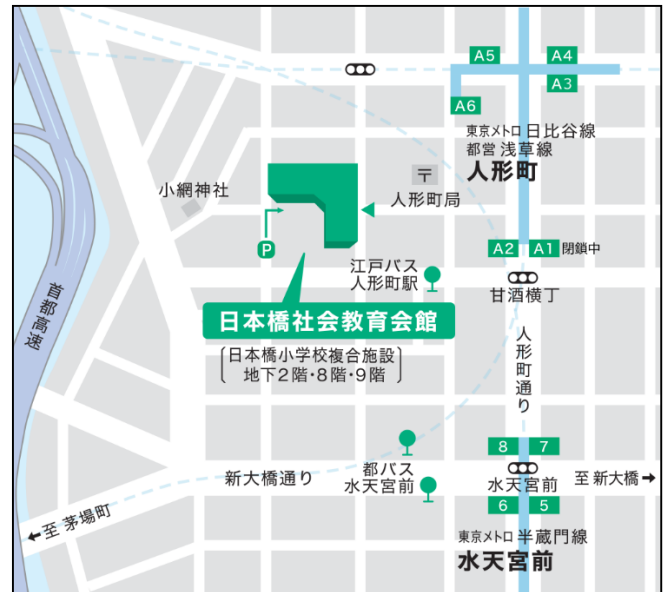 A5
A4
A3
A6
東京メトロ 日比谷線
都営 浅草線
人形町
〒
人形町局
小網神社
P
A2
A1
閉鎖中
江戸バス
人形町駅
甘酒横丁
首都高速
日本橋社会教育会館
〔日本橋小学校複合施設
地下2階・8階・9階〕
人形町通り
8
7
新大橋通り
都バス
水天宮前
水天宮前
至 新大橋→
6
5
←至 茅場町
東京メトロ 半蔵門線
水天宮前